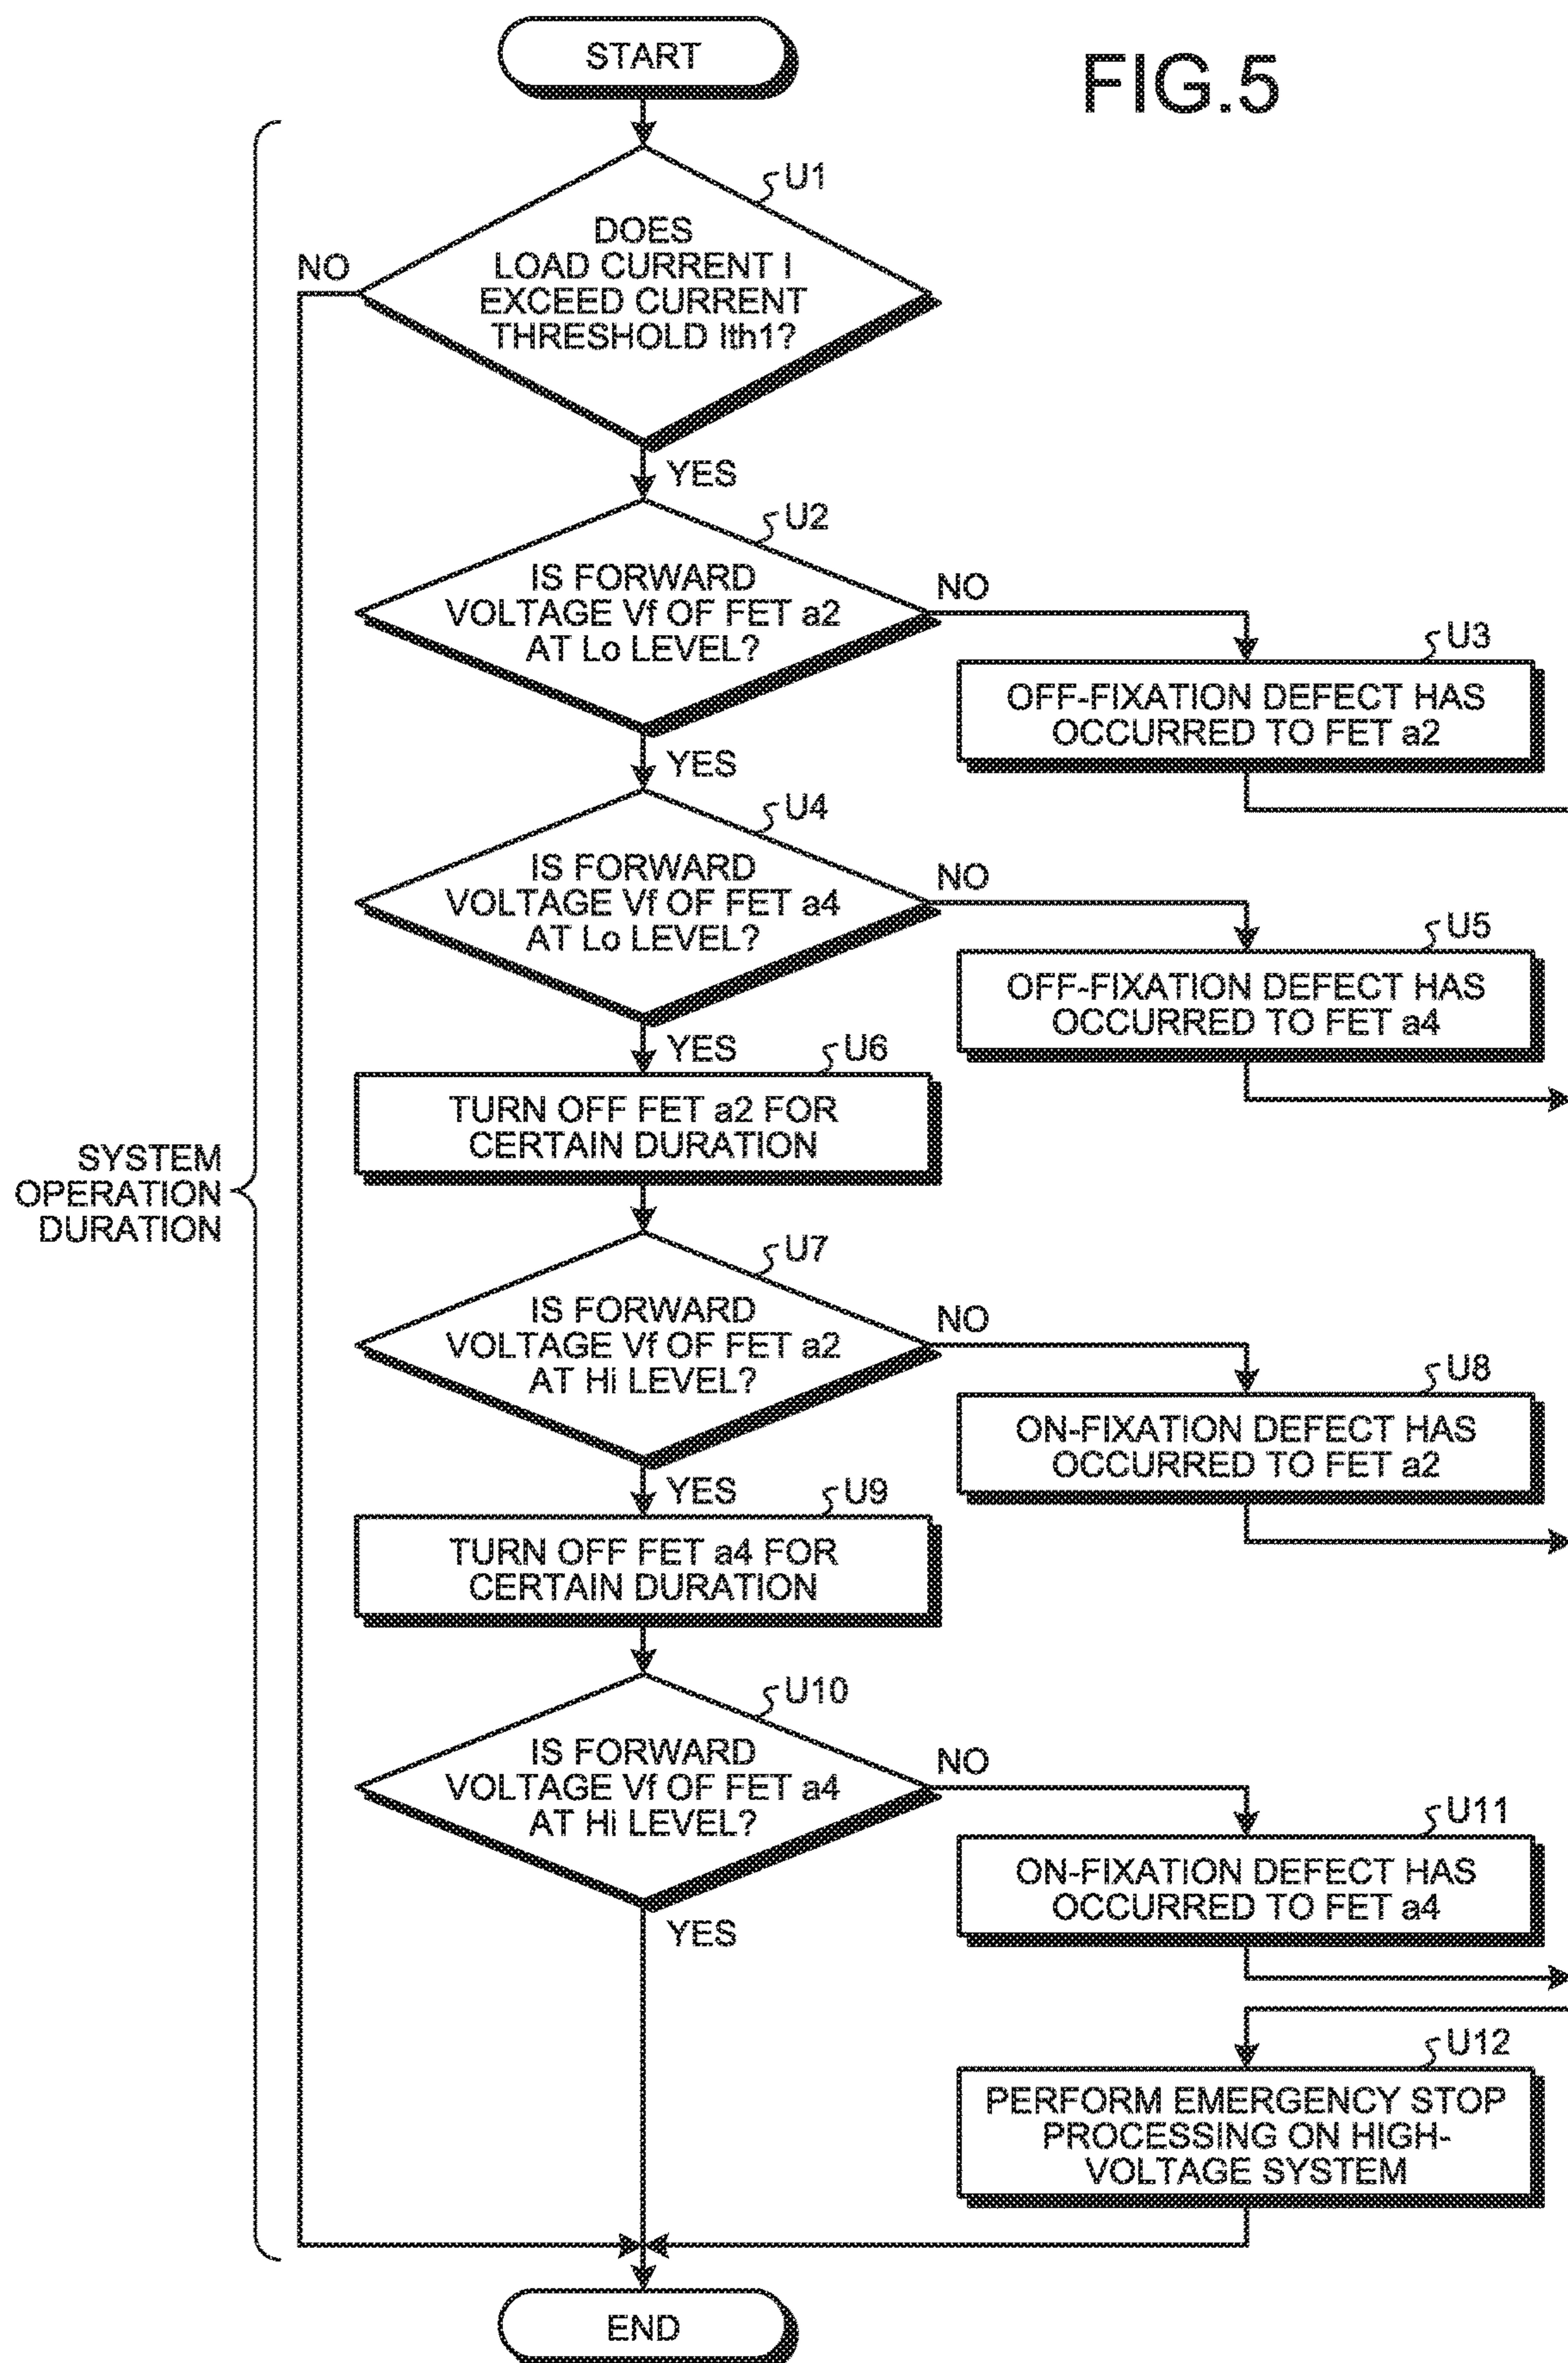 FIG.5
START
U1
DOES
LOAD CURRENT I
EXCEED CURRENT
THRESHOLD Ith1?
NO
YES
U2
IS FORWARD
VOLTAGE Vf OF FET a2
AT Lo LEVEL?
NO
YES
U3
OFF-FIXATION DEFECT HAS
OCCURRED TO FET a2
U4
IS FORWARD
VOLTAGE Vf OF FET a4
AT Lo LEVEL?
NO
YES
U5
OFF-FIXATION DEFECT HAS
OCCURRED TO FET a4
U6
TURN OFF FET a2 FOR
CERTAIN DURATION
SYSTEM
OPERATION
DURATION
U7
IS FORWARD
VOLTAGE Vf OF FET a2
AT Hi LEVEL?
NO
YES
U8
ON-FIXATION DEFECT HAS
OCCURRED TO FET a2
U9
TURN OFF FET a4 FOR
CERTAIN DURATION
U10
IS FORWARD
VOLTAGE Vf OF FET a4
AT Hi LEVEL?
NO
YES
U11
ON-FIXATION DEFECT HAS
OCCURRED TO FET a4
U12
PERFORM EMERGENCY STOP
PROCESSING ON HIGH-
VOLTAGE SYSTEM
END